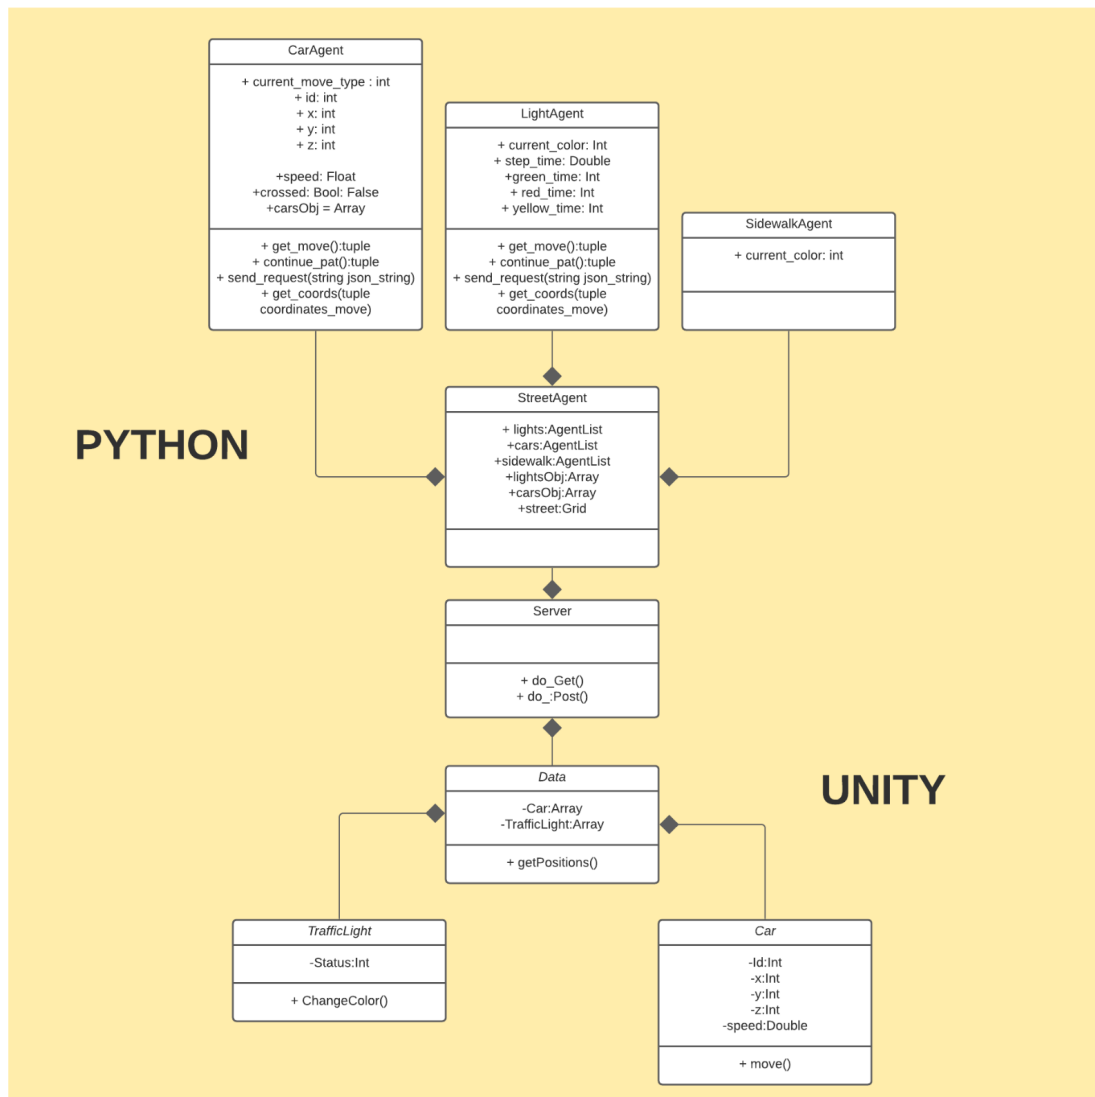 CarAgent
+ current_move_type : int
+ id: int
+ x: int
+ y: int
+ z: int
+speed: Float
+crossed: Bool: False
+carsObj = Array
+ get_move():tuple
+ continue_pat():tuple
+ send_request(string json_string)
+ get_coords(tuple
coordinates_move)
LightAgent
+ current_color: Int
+ step_time: Double
+green_time: Int
+ red_time: Int
+ yellow_time: Int
+ get_move():tuple
+ continue_pat():tuple
+ send_request(string json_string)
+ get_coords(tuple
coordinates_move)
SidewalkAgent
+ current_color: int
PYTHON
StreetAgent
+ lights:AgentList
+cars:AgentList
+sidewalk:AgentList
+lightsObj:Array
+carsObj:Array
+street:Grid
Server
+ do_Get()
+ do_:Post()
UNITY
Data
-Car:Array
-TrafficLight:Array
+ getPositions()
TrafficLight
-Status:Int
+ ChangeColor()
Car
-Id:Int
-x:Int
-y:Int
-z:Int
-speed:Double
+ move()